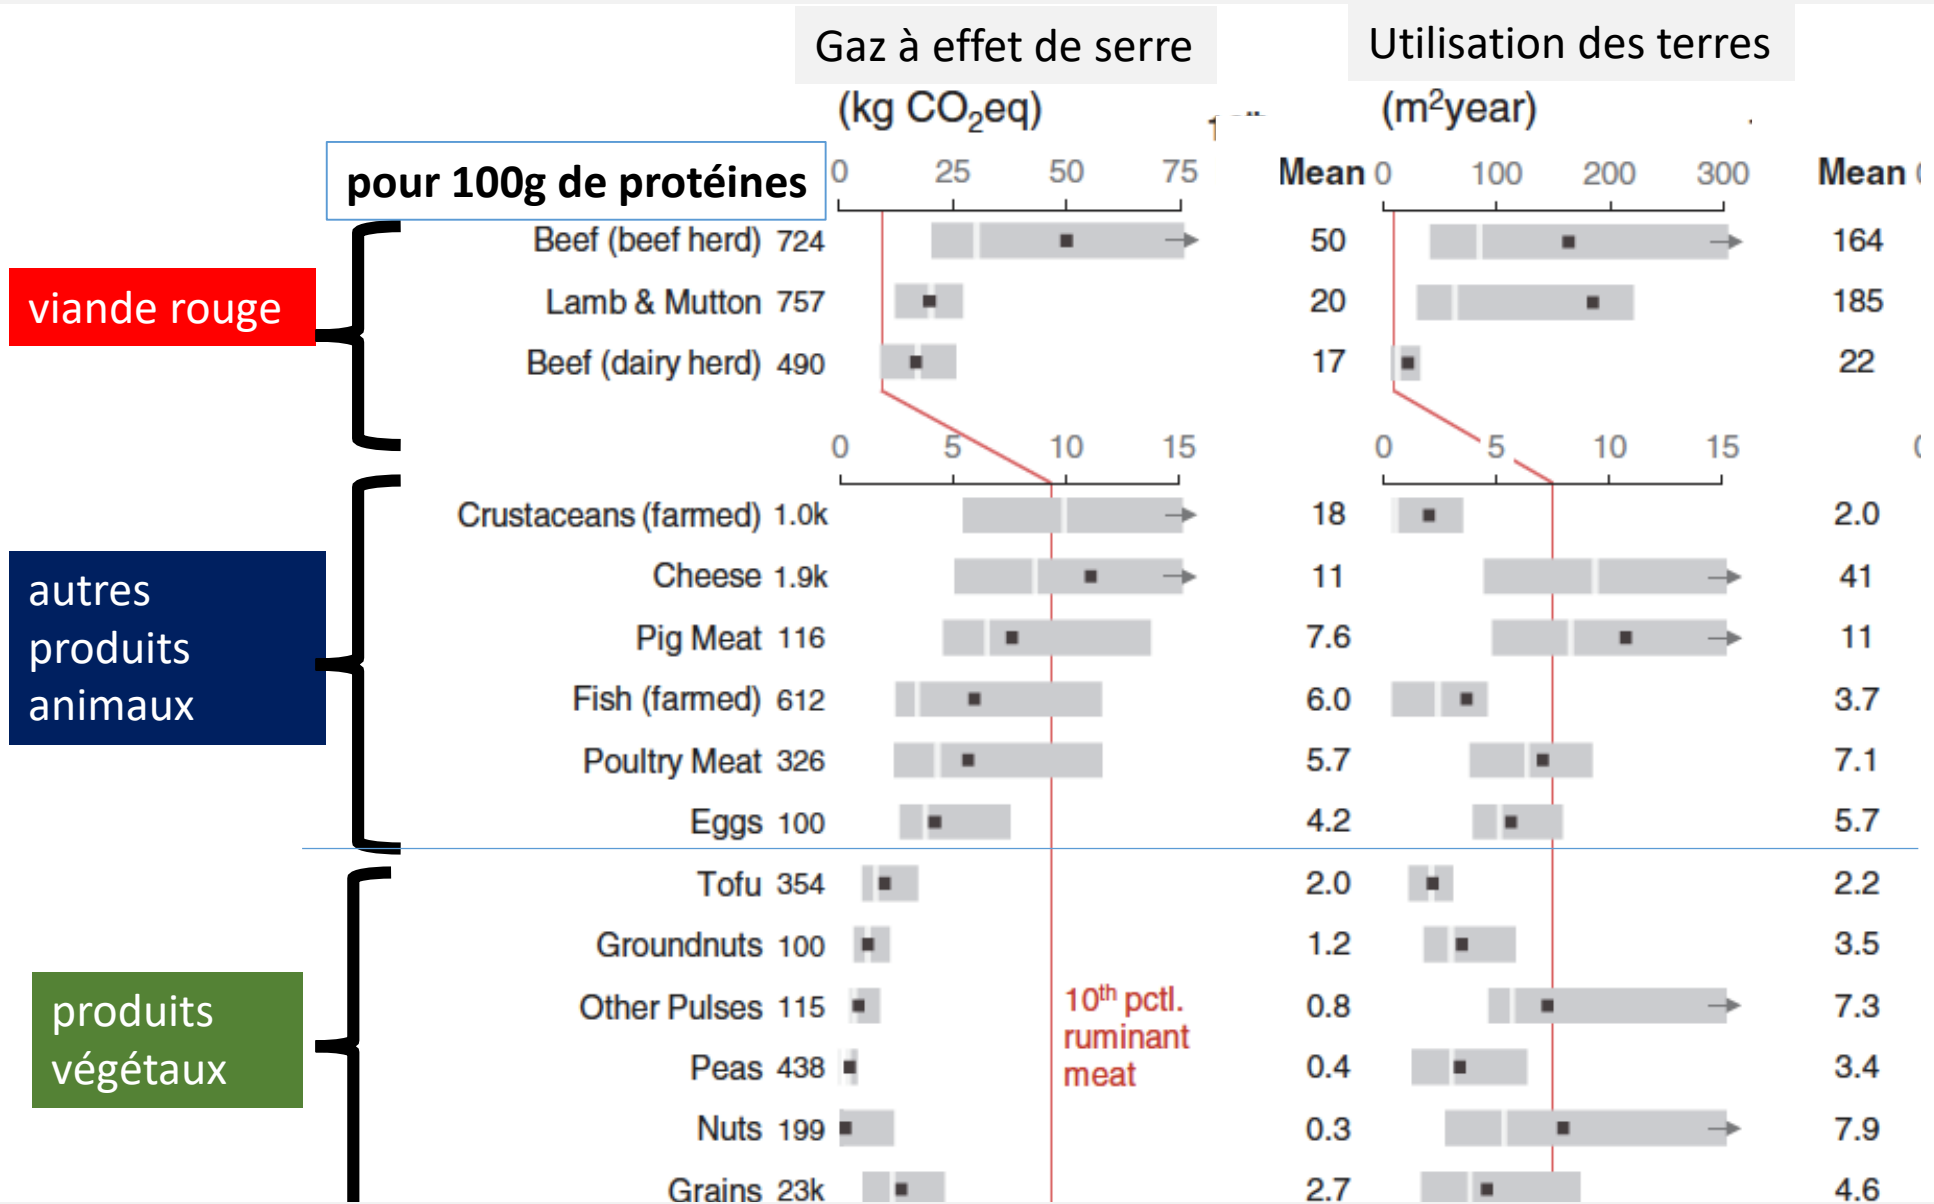 Gaz à effet de serre Utilisation des terres
(kg CO₂eq) (m²year)
pour 100g de protéines 0 25 50 75 Mean 0 100 200 300 Mean
Beef (beef herd) 724 50 164
viande rouge
Lamb & Mutton 757 20 185
Beef (dairy herd) 490 17 22
0 5 10 15 0 5 10 15
Crustaceans (farmed) 1.0k 18 2.0
Cheese 1.9k 11 41
autres
produits
animaux
Pig Meat 116 7.6 11
Fish (farmed) 612 6.0 3.7
Poultry Meat 326 5.7 7.1
Eggs 100 4.2 5.7
Tofu 354 2.0 2.2
Groundnuts 100 1.2 3.5
produits
végétaux
Other Pulses 115 0.8 7.3
10th pctl.
ruminant
meat
Peas 438 0.4 3.4
Nuts 199 0.3 7.9
Grains 23k 2.7 4.6